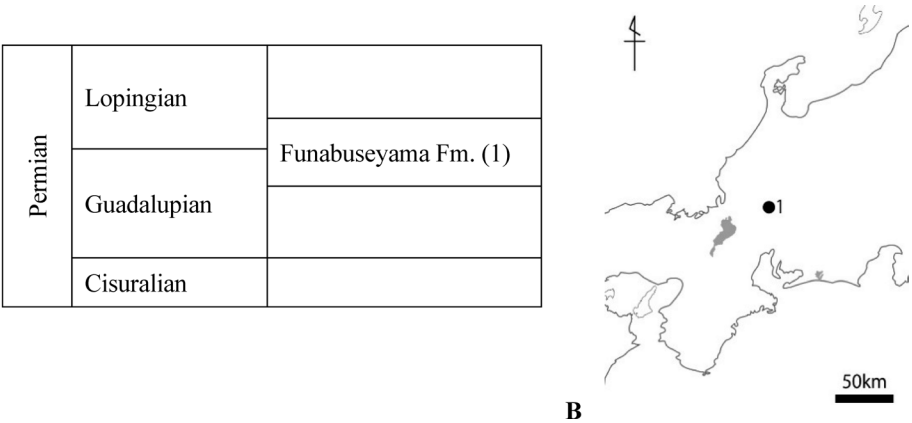 Permian
Lopingian
Funabuseyama Fm. (1)
Guadalupian
Cisuralian
1
50km
B